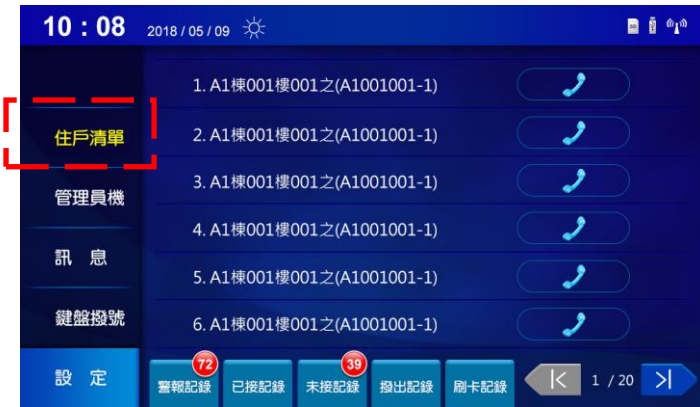 10 : 08 2018 / 05 / 09
住戶清單
管理員機
訊 息
鍵盤撥號
設 定
1. A1棟001樓001之(A1001001-1)
2. A1棟001樓001之(A1001001-1)
3. A1棟001樓001之(A1001001-1)
4. A1棟001樓001之(A1001001-1)
5. A1棟001樓001之(A1001001-1)
6. A1棟001樓001之(A1001001-1)
72
警報記錄
已接記錄
39
未接記錄
撥出記錄
刷卡記錄
1 / 20